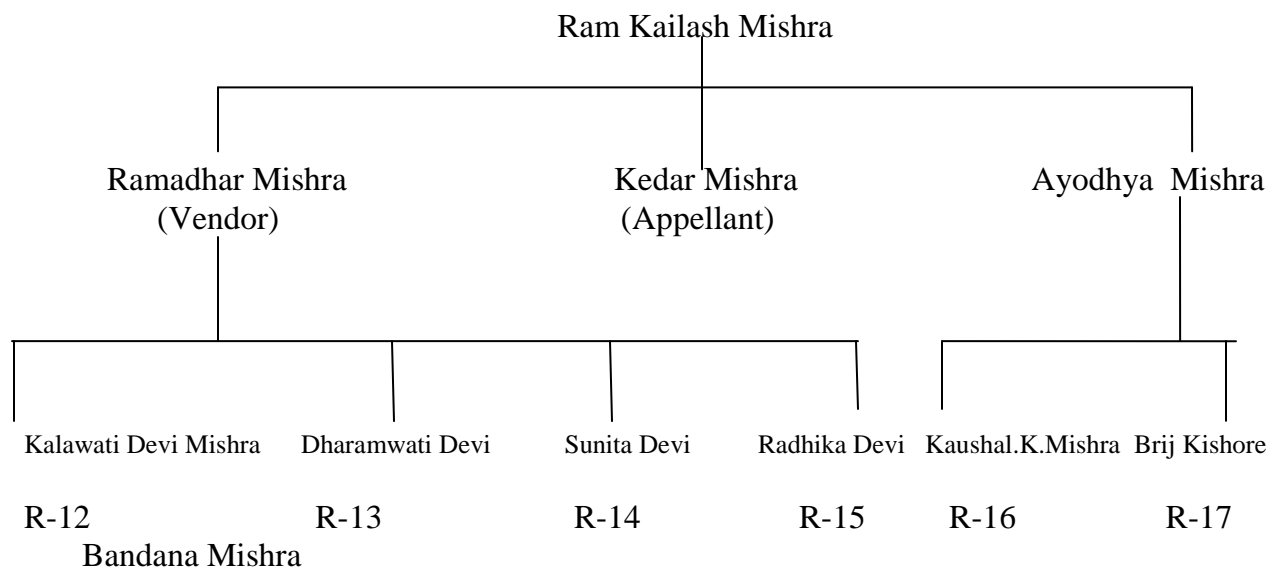 Ram Kailash Mishra
Ramadhar Mishra Kedar Mishra Ayodhya Mishra
(Vendor) (Appellant)
Kalawati Devi Mishra Dharamwati Devi Sunita Devi Radhika Devi Kaushal.K.Mishra Brij Kishore
R-12 R-13 R-14 R-15 R-16 R-17
Bandana Mishra